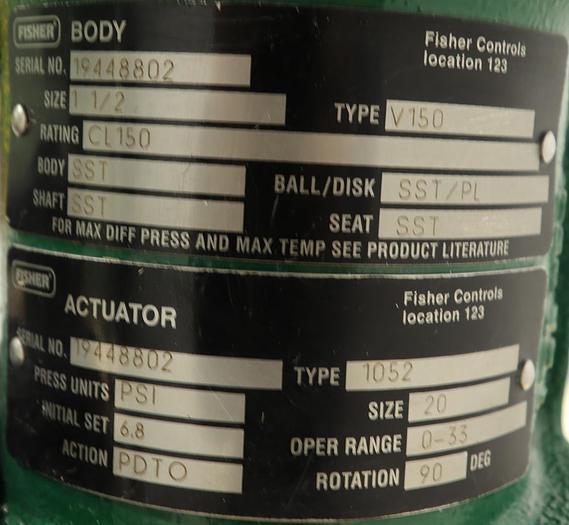 FISHER BODY
Fisher Controls
location 123
SERIAL NO. 19448802
SIZE 1 1/2 TYPE V150
RATING CL150
BODY SST BALL/DISK SST/PL
SHAFT SST SEAT SST
FOR MAX DIFF PRESS AND MAX TEMP SEE PRODUCT LITERATURE
FISHER
ACTUATOR
Fisher Controls
location 123
SERIAL NO. 19448802 TYPE 1052
PRESS UNITS PSI SIZE 20
INITIAL SET 6.8 OPER RANGE 0-33
ACTION PDTO ROTATION 90 DEG